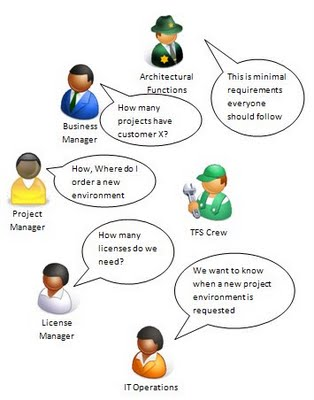 Architectural
Functions
This is minimal
requirements
everyone
should follow
Business
Manager
How many
projects have
customer X?
How, Where do I
order a new
environment
Project
Manager
TFS Crew
How many
licenses do we
need?
License
Manager
We want to know
when a new project
environment is
requested
IT Operations